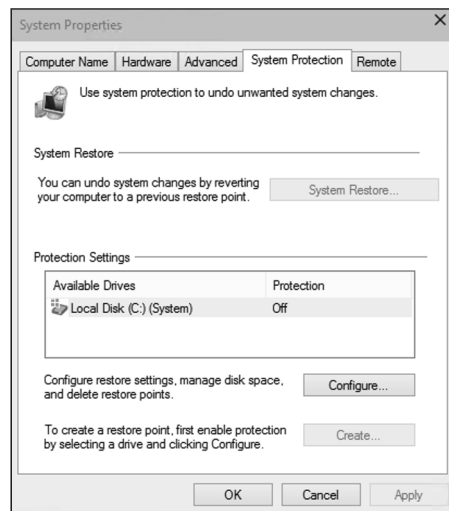 System Properties
Computer Name Hardware Advanced System Protection Remote
Use system protection to undo unwanted system changes.
System Restore
You can undo system changes by reverting
your computer to a previous restore point.
System Restore...
Protection Settings
Available Drives Protection
Local Disk (C:) (System) Off
Configure restore settings, manage disk space,
and delete restore points.
Configure...
To create a restore point, first enable protection
by selecting a drive and clicking Configure.
Create...
OK Cancel Apply